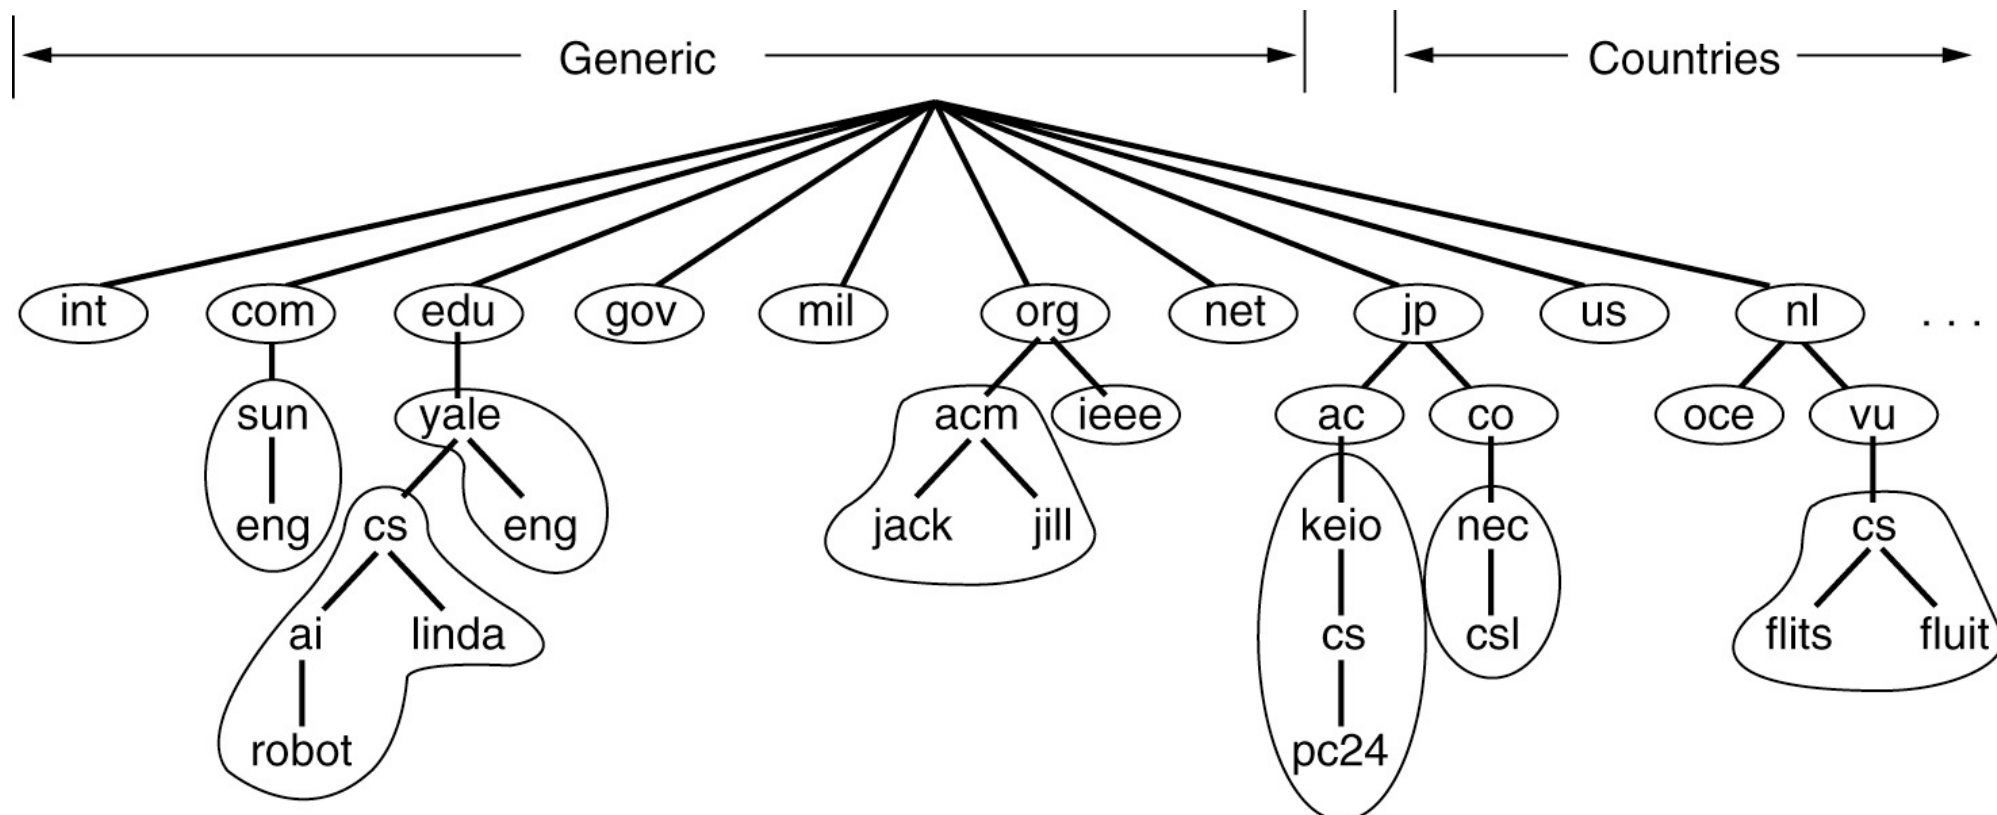 Generic Countries
int com edu gov mil org net jp us nl . . .
sun yale acm ieee ac co oce vu
eng cs eng jack jill keio nec cs
ai linda cs csl flits fluit
robot pc24